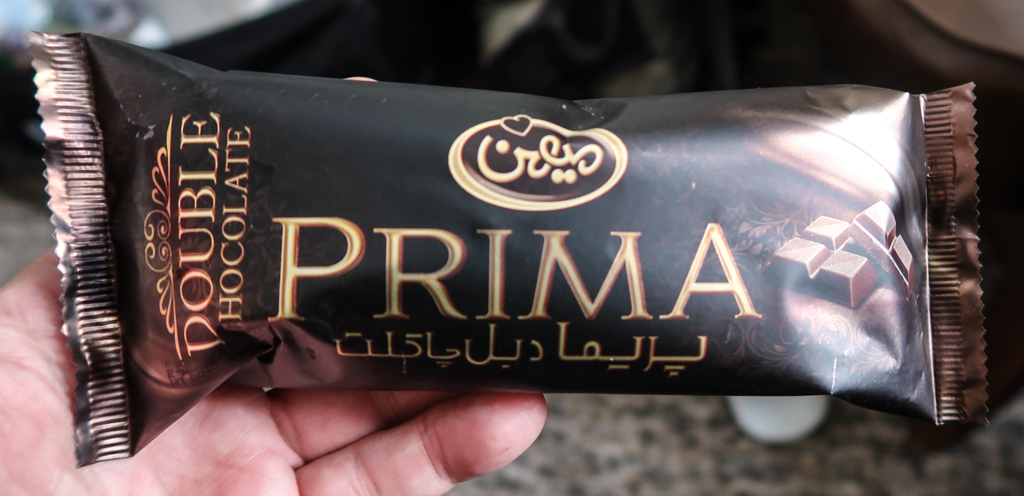 DOUBLE
CHOCOLATE
میهن
PRIMA
پریما دبل چاکلت